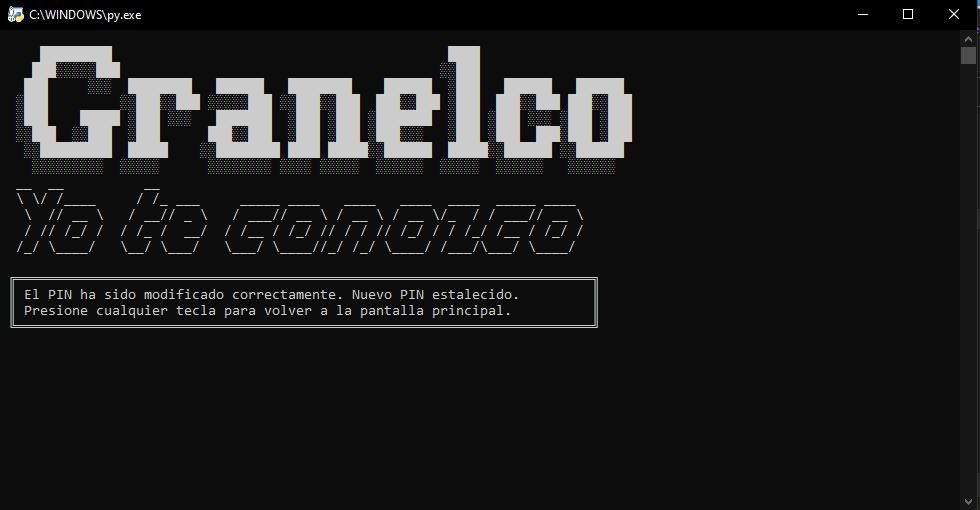 C:\WINDOWS\py.exe
Granelco
Yo te conozco
El PIN ha sido modificado correctamente. Nuevo PIN estalecido.
Presione cualquier tecla para volver a la pantalla principal.